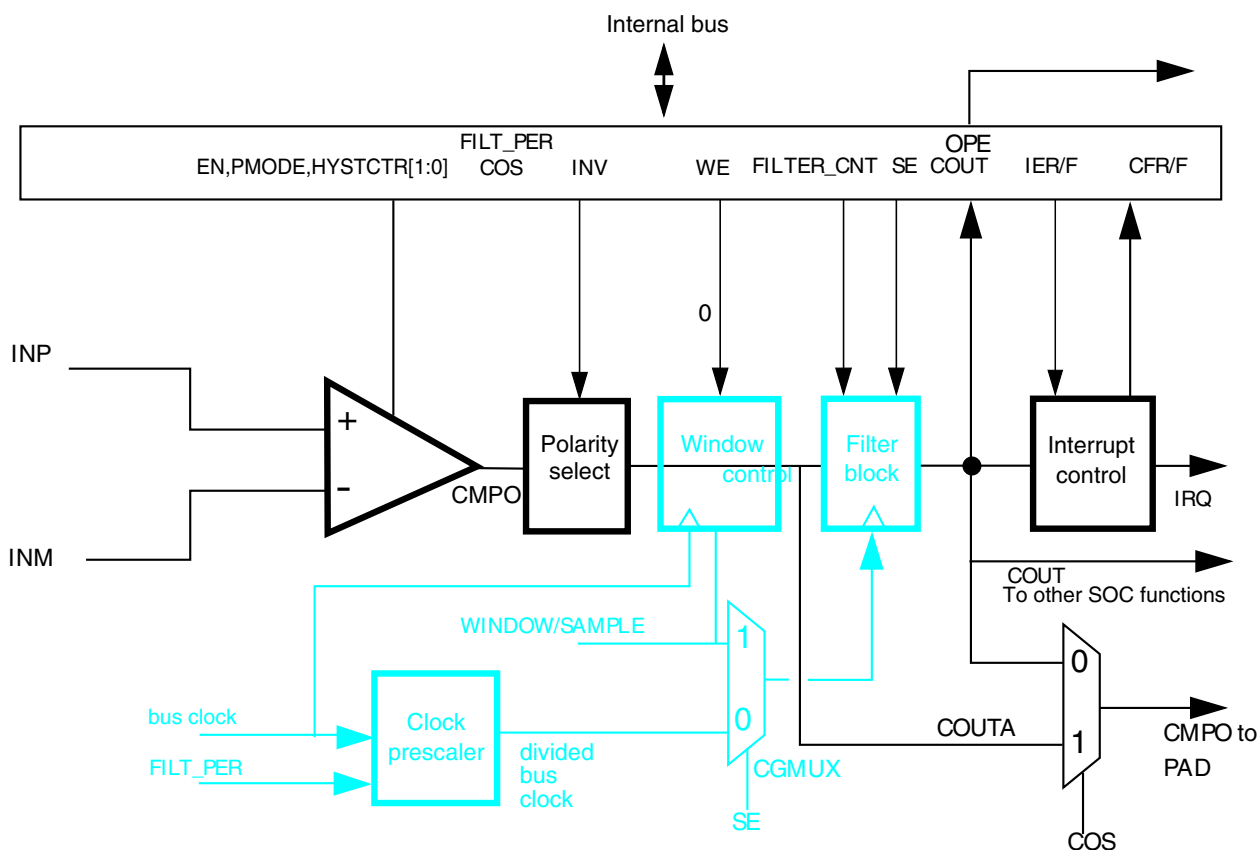 Internal bus
FILT_PER
OPE
EN,PMODE,HYSTCTR[1:0]
COS
INV
WE
FILTER_CNT
SE
COUT
IER/F
CFR/F
0
INP
+
-
INM
CMPO
Polarity
select
Window
control
Filter
block
Interrupt
control
IRQ
COUT
To other SOC functions
WINDOW/SAMPLE
1
0
bus clock
FILT_PER
Clock
prescaler
divided
bus
clock
CGMUX
SE
COUTA
0
1
CMPO to
PAD
COS